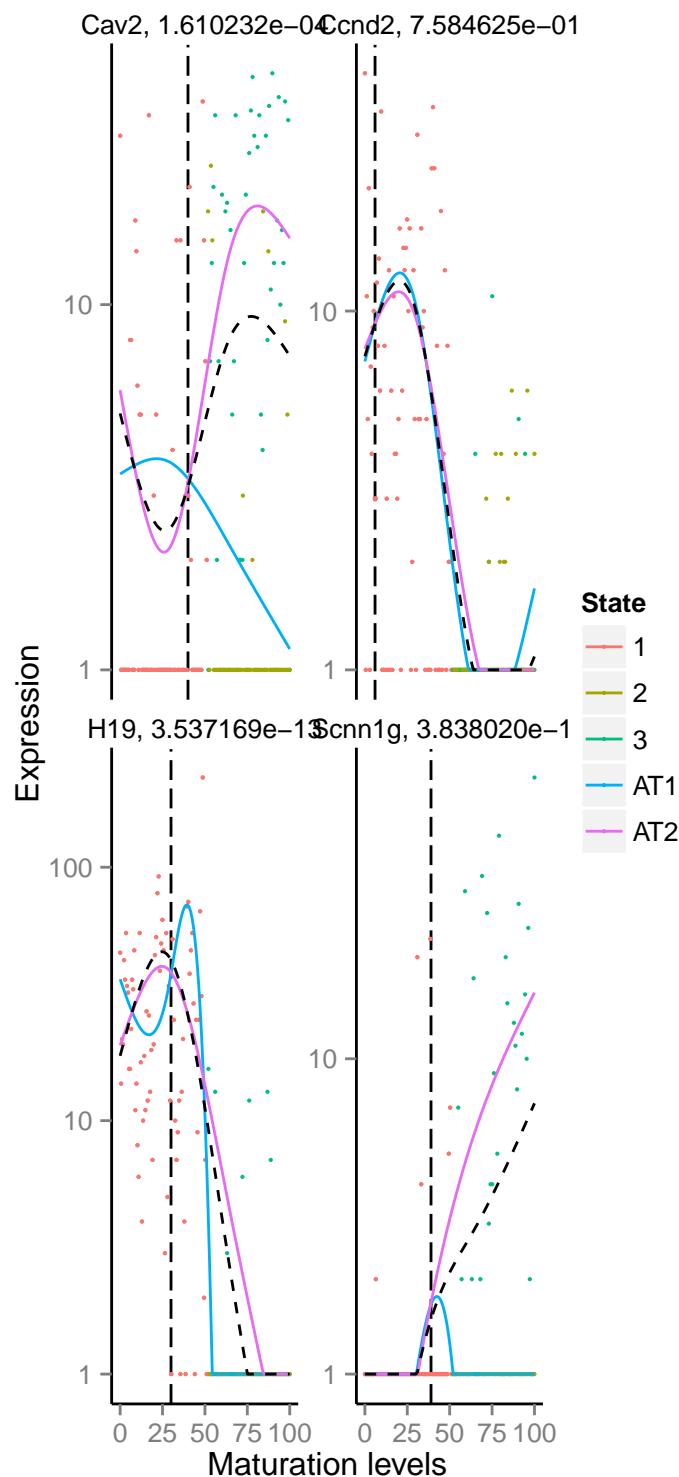 Cav2, 1.610232e−04
Ccnd2, 7.584625e−01
10
1
10
1
H19, 3.537169e−13
Scnn1g, 3.838020e−1
100
10
1
10
1
0 25 50 75 100
0 25 50 75 100
Maturation levels
Expression
State
1
2
3
AT1
AT2